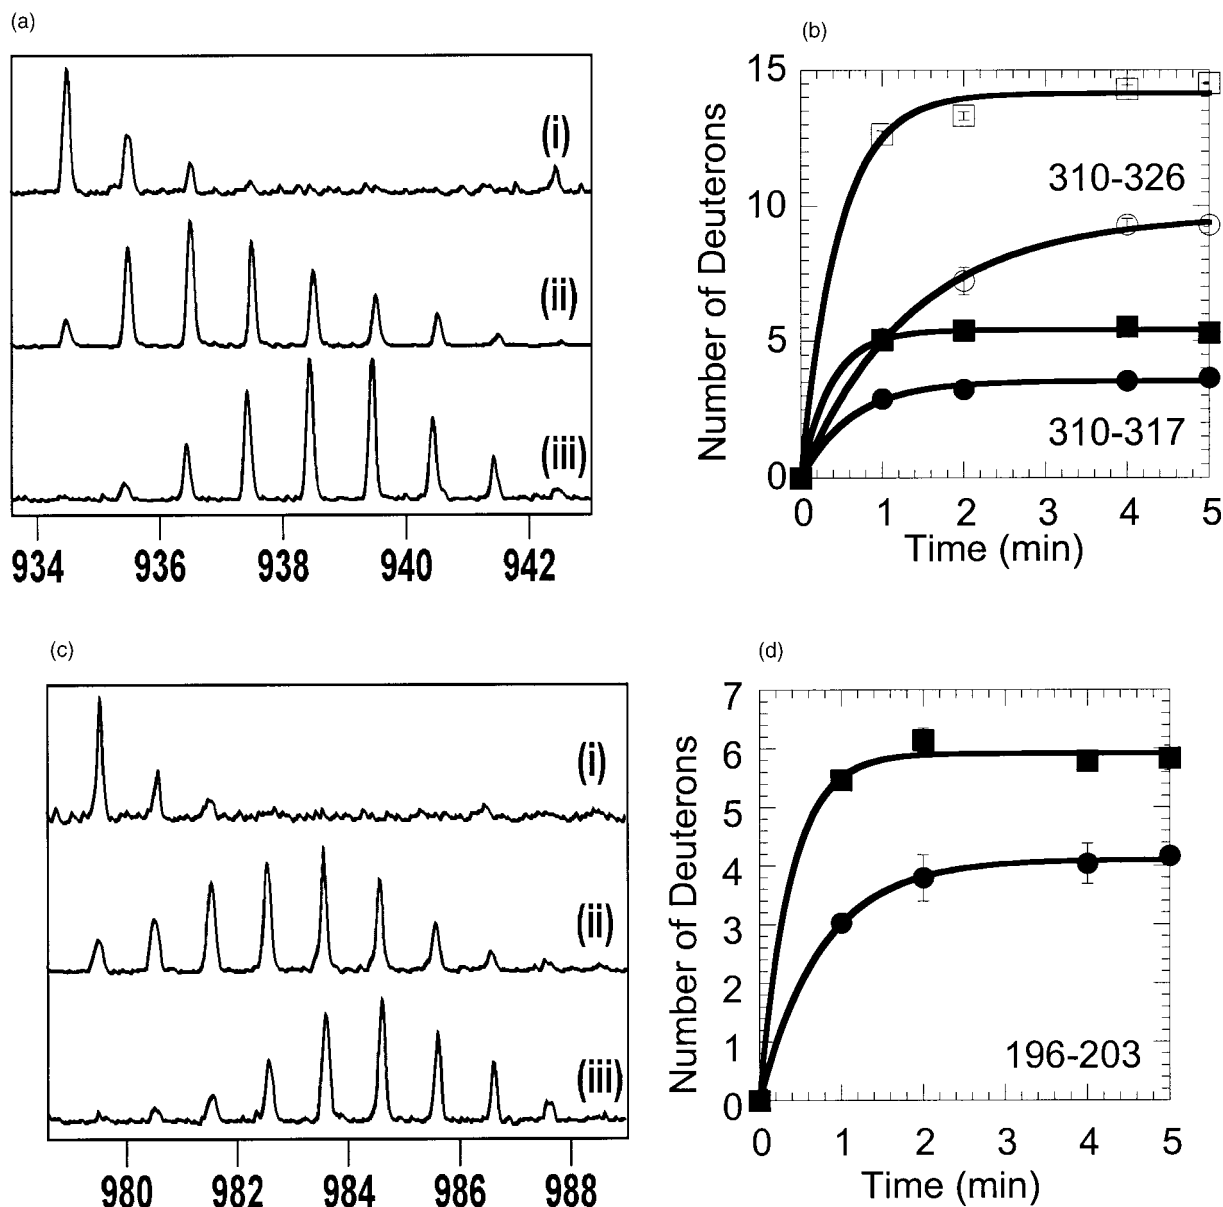 (a)
(i)
(ii)
(iii)
934 936 938 940 942
(b)
Number of Deuterons
15
10
5
0
310-326
310-317
0 1 2 3 4 5
Time (min)
(c)
(i)
(ii)
(iii)
980 982 984 986 988
(d)
Number of Deuterons
7
6
5
4
3
2
1
0
196-203
0 1 2 3 4 5
Time (min)